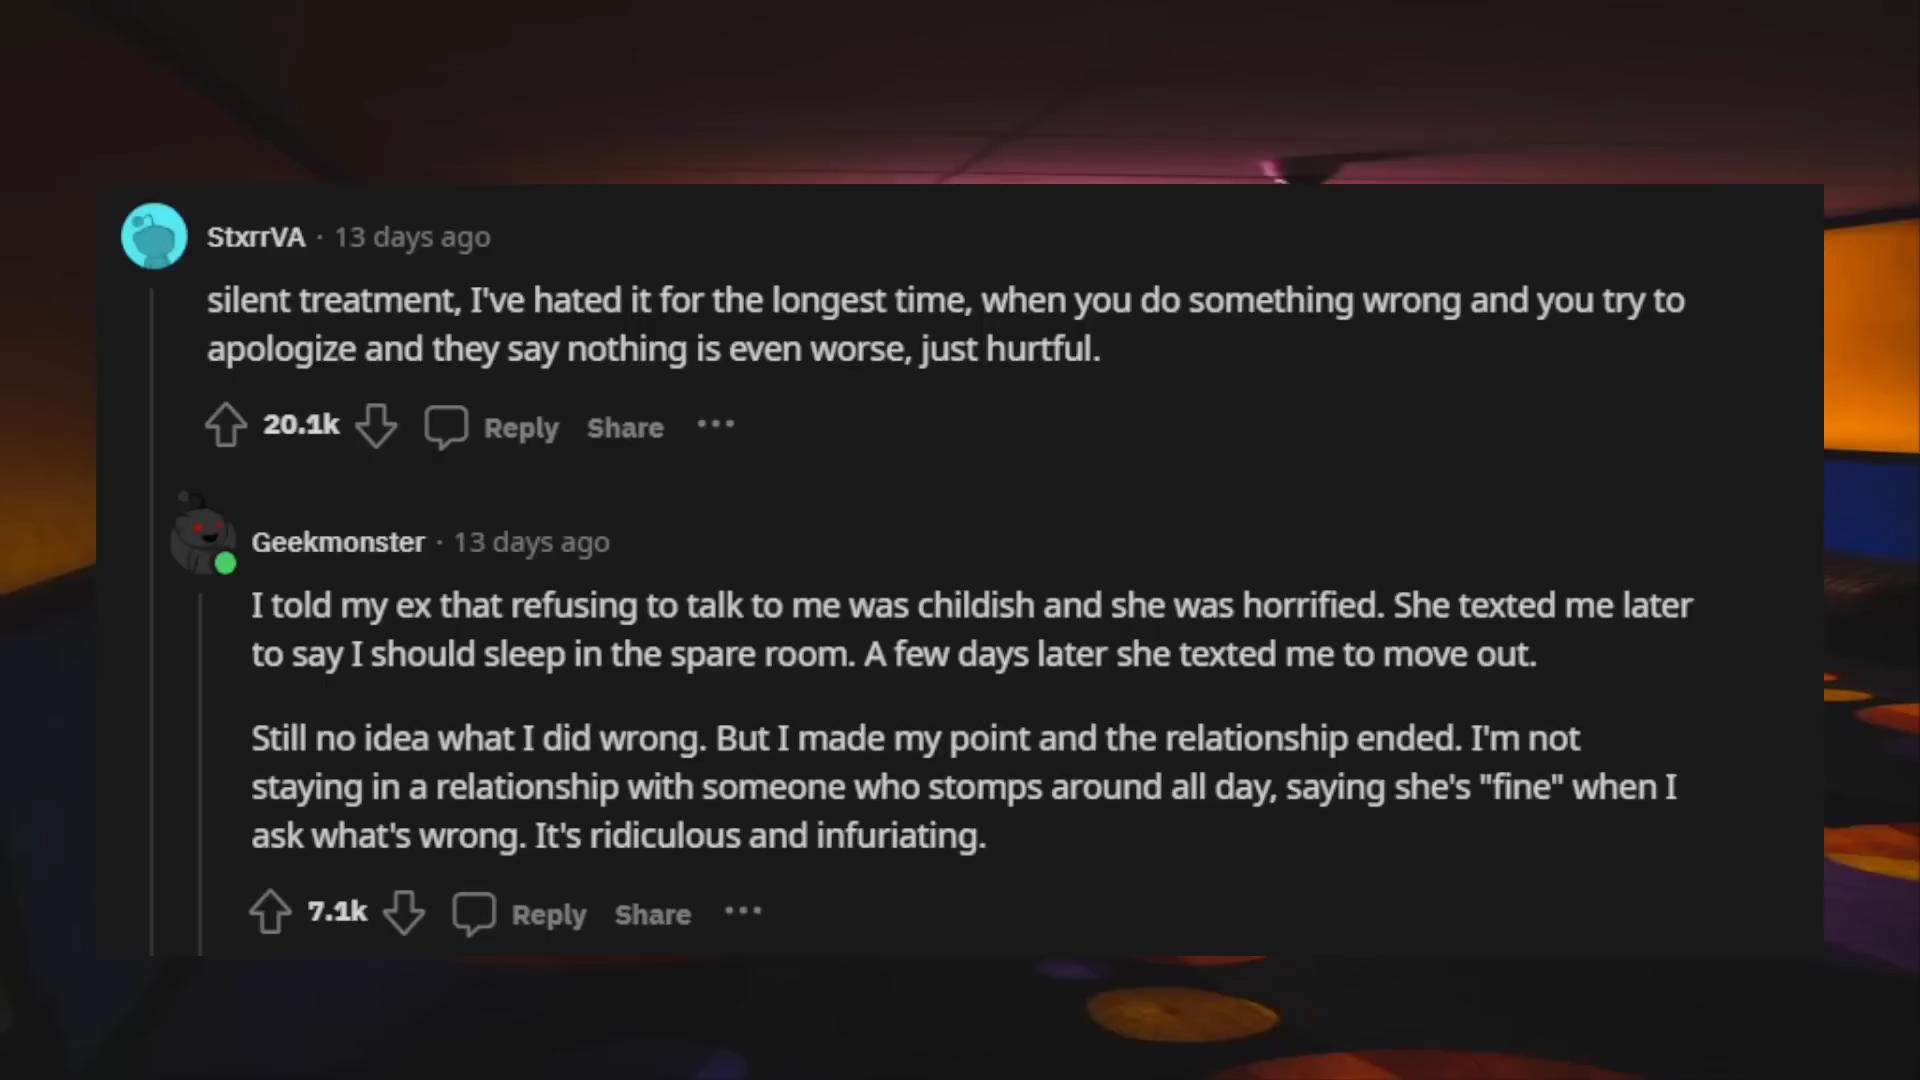 StxrrVA · 13 days ago
silent treatment, I've hated it for the longest time, when you do something wrong and you try to
apologize and they say nothing is even worse, just hurtful.
20.1k Reply Share ···
Geekmonster · 13 days ago
I told my ex that refusing to talk to me was childish and she was horrified. She texted me later
to say I should sleep in the spare room. A few days later she texted me to move out.
Still no idea what I did wrong. But I made my point and the relationship ended. I'm not
staying in a relationship with someone who stomps around all day, saying she's "fine" when I
ask what's wrong. It's ridiculous and infuriating.
7.1k Reply Share ···